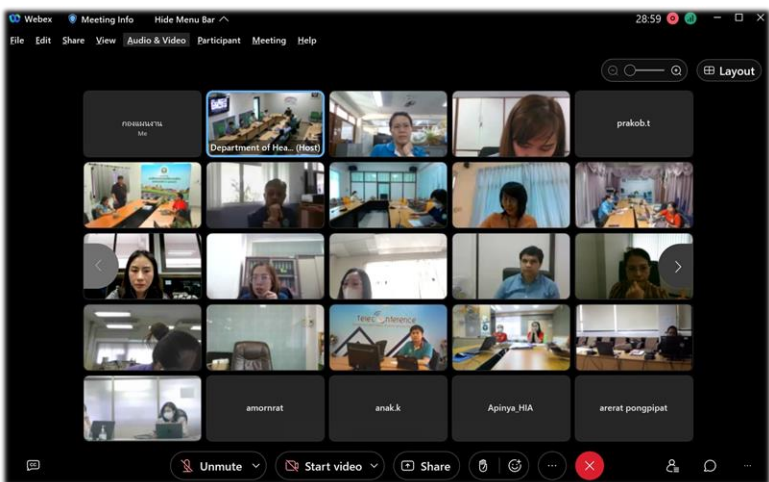 Webex
Meeting Info
Hide Menu Bar
28:59
File Edit Share View Audio & Video Participant Meeting Help
Layout
กองแผนงาน
Me
Department of Hea... (Host)
prakob.t
Teleconference
amornrat
anak.k
Apinya_HIA
arerat pongpipat
CC
Unmute
Start video
Share